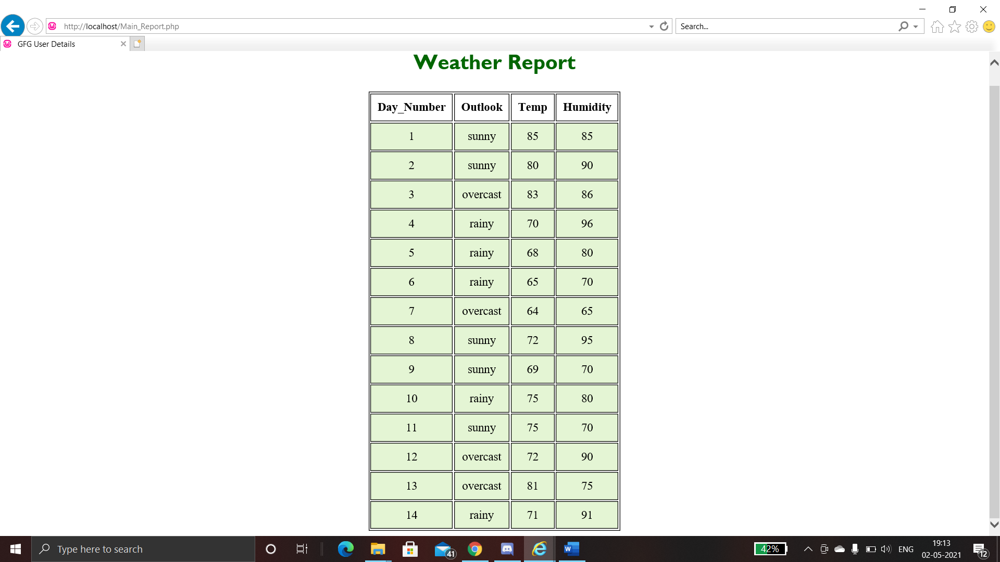 http://localhost/Main_Report.php
Search...
GFG User Details
Weather Report
Day_Number Outlook Temp Humidity
1 sunny 85 85
2 sunny 80 90
3 overcast 83 86
4 rainy 70 96
5 rainy 68 80
6 rainy 65 70
7 overcast 64 65
8 sunny 72 95
9 sunny 69 70
10 rainy 75 80
11 sunny 75 70
12 overcast 72 90
13 overcast 81 75
14 rainy 71 91
Type here to search
41
W
42%
ENG
19:13
02-05-2021
12